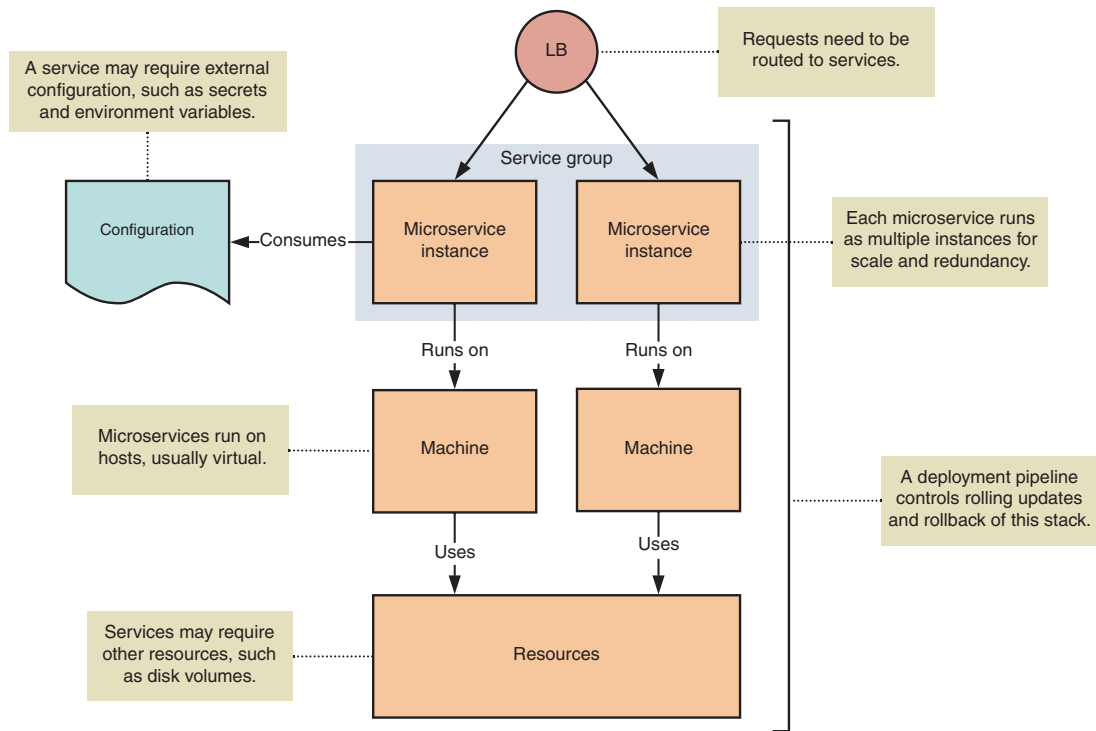 LB
Requests need to be
routed to services.
A service may require external
configuration, such as secrets
and environment variables.
Service group
Configuration
Consumes
Microservice
instance
Microservice
instance
Each microservice runs
as multiple instances for
scale and redundancy.
Runs on
Runs on
Microservices run on
hosts, usually virtual.
Machine
Machine
A deployment pipeline
controls rolling updates
and rollback of this stack.
Uses
Uses
Services may require
other resources, such
as disk volumes.
Resources